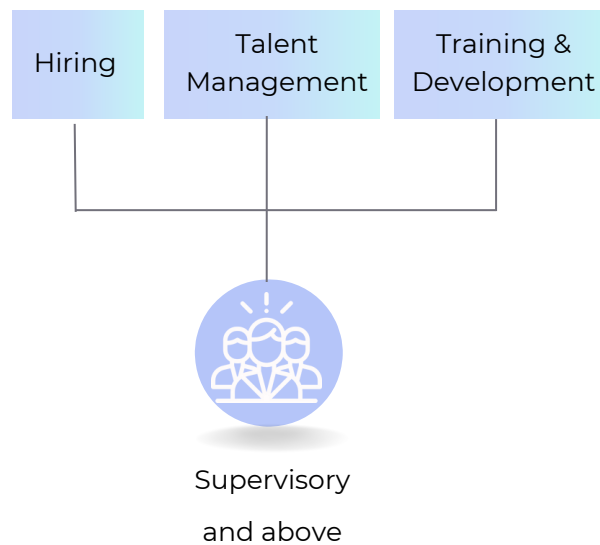 Hiring
Talent
Management
Training &
Development
Supervisory
and above